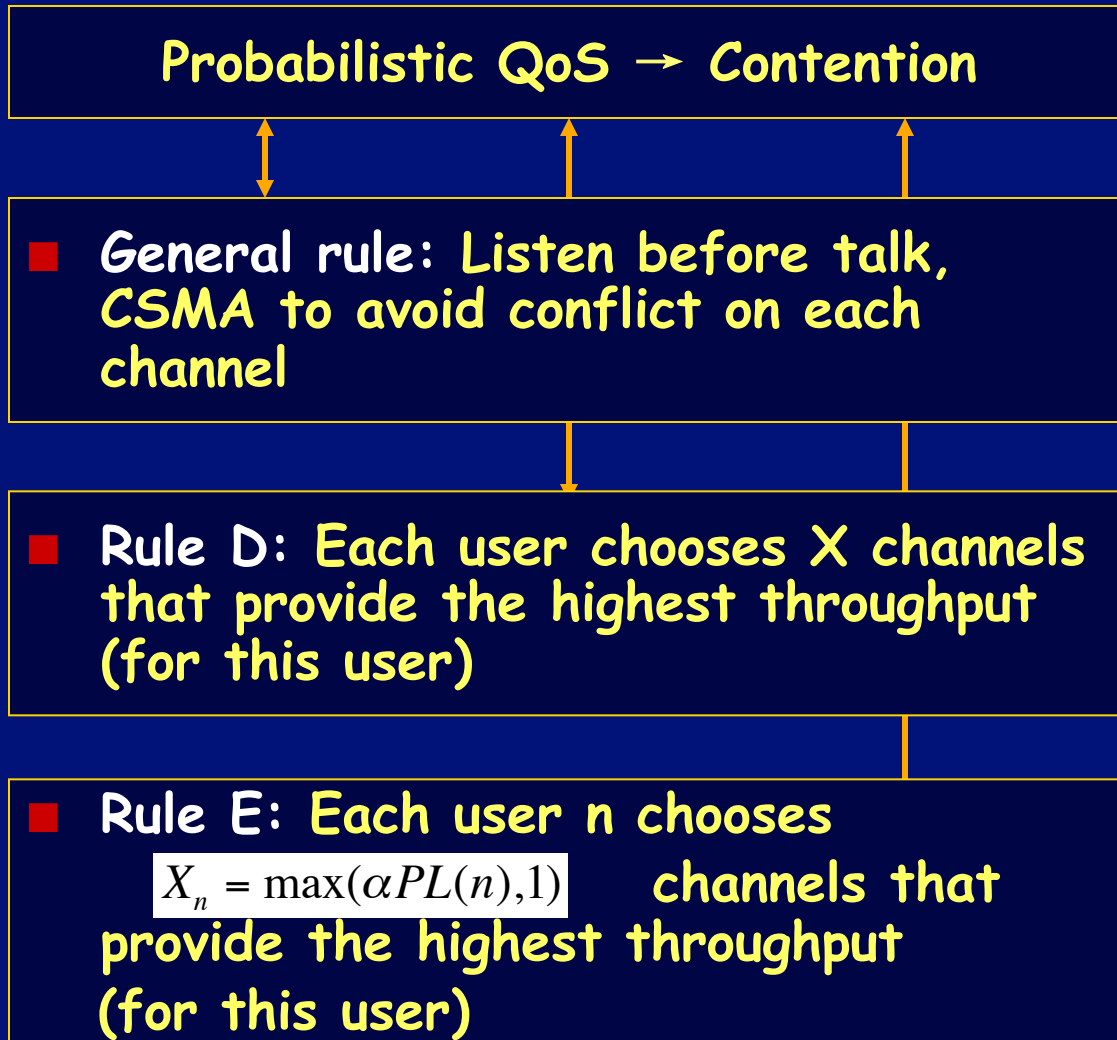 Probabilistic QoS → Contention
General rule: Listen before talk,
CSMA to avoid conflict on each
channel
Rule D: Each user chooses X channels
that provide the highest throughput
(for this user)
Rule E: Each user n chooses
Xₙ = max(αPL(n),1) channels that
provide the highest throughput
(for this user)